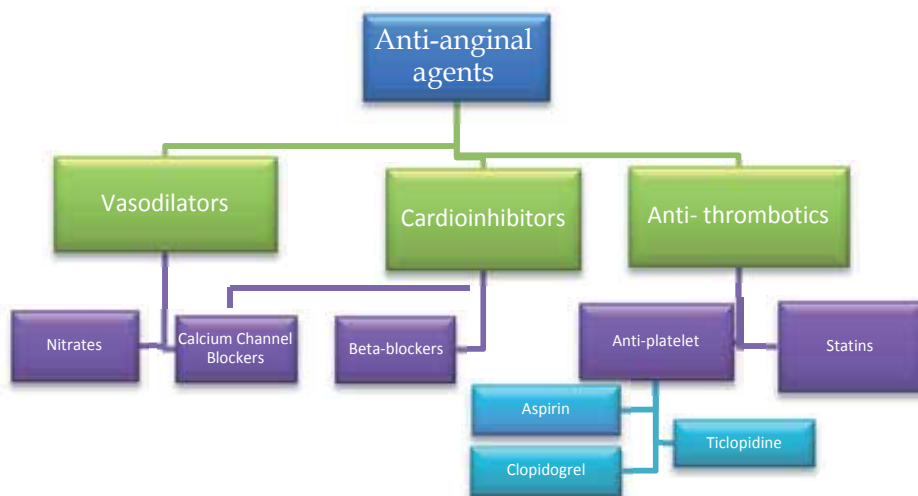 Anti-anginal
agents
Vasodilators
Cardioinhibitors
Anti- thrombotics
Nitrates
Calcium Channel
Blockers
Beta-blockers
Anti-platelet
Statins
Aspirin
Ticlopidine
Clopidogrel